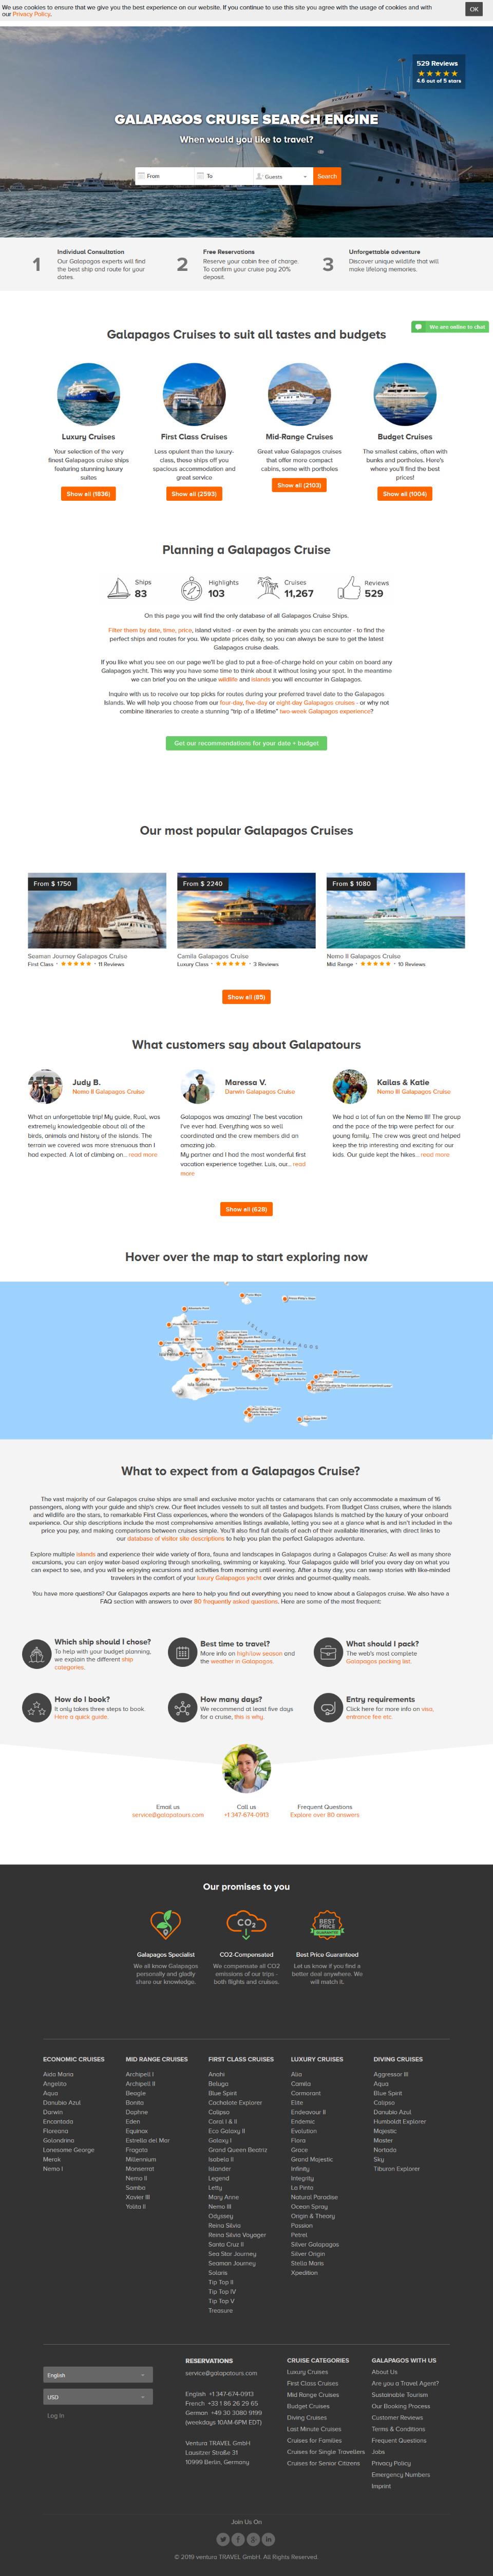 We use cookies to ensure that we give you the best experience on our website. If you continue to use this site you agree with the usage of cookies and with
our Privacy Policy.
OK
529 Reviews
4.6 out of 5 stars
GALAPAGOS CRUISE SEARCH ENGINE
When would you like to travel?
From
To
Guests
Search
1
Individual Consultation
Our Galapagos experts will find
the best ship and route for your
dates.
2
Free Reservations
Reserve your cabin free of charge.
To confirm your cruise pay 20%
deposit.
3
Unforgettable adventure
Discover unique wildlife that will
make lifelong memories.
We are online to chat
Galapagos Cruises to suit all tastes and budgets
Luxury Cruises
Your selection of the very
finest Galapagos cruise ships
featuring stunning luxury
suites
Show all (1836)
First Class Cruises
Less opulent than the luxury-
class, these ships off you
spacious accommodation and
great service
Show all (2593)
Mid-Range Cruises
Great value Galapagos cruises
that offer more compact
cabins, some with portholes
Show all (2103)
Budget Cruises
The smallest cabins, often with
bunks and portholes. Here's
where you'll find the best
prices!
Show all (1004)
Planning a Galapagos Cruise
Ships
83
Highlights
103
Cruises
11,267
Reviews
529
On this page you will find the only database of all Galapagos Cruise Ships.
Filter them by date, time, price, island visited - or even by the animals you can encounter - to find the
perfect ships and routes for you. We update prices daily, so you can always be sure to get the latest
Galapagos cruise deals.
If you like what you see on our page we'll be glad to put a free-of-charge hold on your cabin on board any
Galapagos yacht. This way you have some time to think about it without losing your spot. In the meantime
we can brief you on the unique wildlife and islands you will encounter in Galapagos.
Inquire with us to receive our top picks for routes during your preferred travel date to the Galapagos
Islands. We will help you choose from our four-day, five-day or eight-day Galapagos cruises - or why not
combine itineraries to create a stunning "trip of a lifetime" two-week Galapagos experience?
Get our recommendations for your date + budget
Our most popular Galapagos Cruises
From $ 1750
Seaman Journey Galapagos Cruise
First Class • 11 Reviews
From $ 2240
Camila Galapagos Cruise
Luxury Class • 3 Reviews
From $ 1080
Nemo II Galapagos Cruise
Mid Range • 10 Reviews
Show all (85)
What customers say about Galapatours
Judy B.
Nemo II Galapagos Cruise
What an unforgettable trip! My guide, Rual, was
extremely knowledgeable about all of the
birds, animals and history of the islands. The
terrain we covered was more strenuous than I
had expected. A lot of climbing on... read more
Maressa V.
Darwin Galapagos Cruise
Galapagos was amazing! The best vacation
I've ever had. Everything was so well
coordinated and the crew members did an
amazing job.
My partner and I had the most wonderful first
vacation experience together. Luis, our... read
more
Kailas & Katie
Nemo III Galapagos Cruise
We had a lot of fun on the Nemo III! The group
and the pace of the trip were perfect for our
young family. The crew was great and helped
keep the trip interesting and exciting for our
kids. Our guide kept the hikes... read more
Show all (628)
Hover over the map to start exploring now
ISLAS GALAPAGOS
Isla Isabela
What to expect from a Galapagos Cruise?
The vast majority of our Galapagos cruise ships are small and exclusive motor yachts or catamarans that can only accommodate a maximum of 16
passengers, along with your guide and ship's crew. Our fleet includes vessels to suit all tastes and budgets. From Budget Class cruises, where the islands
and wildlife are the stars, to remarkable First Class experiences, where the wonders of the Galapagos Islands is matched by the luxury of your onboard
experience. Our ship descriptions include the most comprehensive amenities listings available, letting you see at a glance what is and isn't included in the
price you pay, and making comparisons between cruises simple. You'll also find full details of each of their available itineraries, with direct links to
our database of visitor site descriptions to help you plan the perfect Galapagos adventure.
Explore multiple islands and experience their wide variety of flora, fauna and landscapes in Galapagos during a Galapagos Cruise: As well as many shore
excursions, you can enjoy water-based exploring through snorkeling, swimming or kayaking. Your Galapagos guide will brief you every day on what you
can expect to see, and you will be enjoying excursions and activities from morning until evening. After a busy day, you can swap stories with like-minded
travelers in the comfort of your luxury Galapagos yacht over drinks and gourmet-quality meals.
You have more questions? Our Galapagos experts are here to help you find out everything you need to know about a Galapagos cruise. We also have a
FAQ section with answers to over 80 frequently asked questions. Here are some of the most frequent:
Which ship should I chose?
To help with your budget planning,
we explain the different ship
categories.
Best time to travel?
More info on high/low season and
the weather in Galapagos.
What should I pack?
The web's most complete
Galapagos packing list.
How do I book?
It only takes three steps to book.
Here a quick guide.
How many days?
We recommend at least five days
for a cruise, this is why.
Entry requirements
Click here for more info on visa,
entrance fee etc.
Email us
service@galapatours.com
Call us
+1 347-674-0913
Frequent Questions
Explore over 80 answers
Our promises to you
CO2
BEST
PRICE
GUARANTEE
Galapagos Specialist
We all know Galapagos
personally and gladly
share our knowledge.
CO2-Compensated
We compensate all CO2
emissions of our trips -
both flights and cruises.
Best Price Guaranteed
Let us know if you find a
better deal anywhere. We
will match it.
ECONOMIC CRUISES
Aida Maria
Angelito
Aqua
Danubio Azul
Darwin
Encantada
Floreana
Golondrina
Lonesome George
Merak
Nemo I
MID RANGE CRUISES
Archipell I
Archipell II
Beagle
Bonita
Daphne
Eden
Equinox
Estrella del Mar
Fragata
Millennium
Monserrat
Nemo II
Samba
Xavier III
Yolita II
FIRST CLASS CRUISES
Anahi
Beluga
Blue Spirit
Cachalote Explorer
Calipso
Coral I & II
Eco Galaxy II
Galaxy I
Grand Queen Beatriz
Isabela II
Islander
Legend
Letty
Mary Anne
Nemo III
Odyssey
Reina Silvia
Reina Silvia Voyager
Santa Cruz II
Sea Star Journey
Seaman Journey
Solaris
Tip Top II
Tip Top IV
Tip Top V
Treasure
LUXURY CRUISES
Alia
Camila
Cormorant
Elite
Endeavour II
Endemic
Evolution
Flora
Grace
Grand Majestic
Infinity
Integrity
La Pinta
Natural Paradise
Ocean Spray
Origin & Theory
Passion
Petrel
Silver Galapagos
Silver Origin
Stella Maris
Xpedition
DIVING CRUISES
Aggressor III
Aqua
Blue Spirit
Calipso
Danubio Azul
Humboldt Explorer
Majestic
Master
Nortada
Sky
Tiburon Explorer
English
USD
Log In
RESERVATIONS
service@galapatours.com
English +1 347-674-0913
French +33 1 86 26 29 65
German +49 30 3080 9199
(weekdays 10AM-6PM EDT)
Ventura TRAVEL GmbH
Lausitzer Straße 31
10999 Berlin, Germany
CRUISE CATEGORIES
Luxury Cruises
First Class Cruises
Mid Range Cruises
Budget Cruises
Diving Cruises
Last Minute Cruises
Cruises for Families
Cruises for Single Travellers
Cruises for Senior Citizens
GALAPAGOS WITH US
About Us
Are you a Travel Agent?
Sustainable Tourism
Our Booking Process
Customer Reviews
Terms & Conditions
Frequent Questions
Jobs
Privacy Policy
Emergency Numbers
Imprint
Join Us On
© 2019 ventura TRAVEL GmbH. All Rights Reserved.